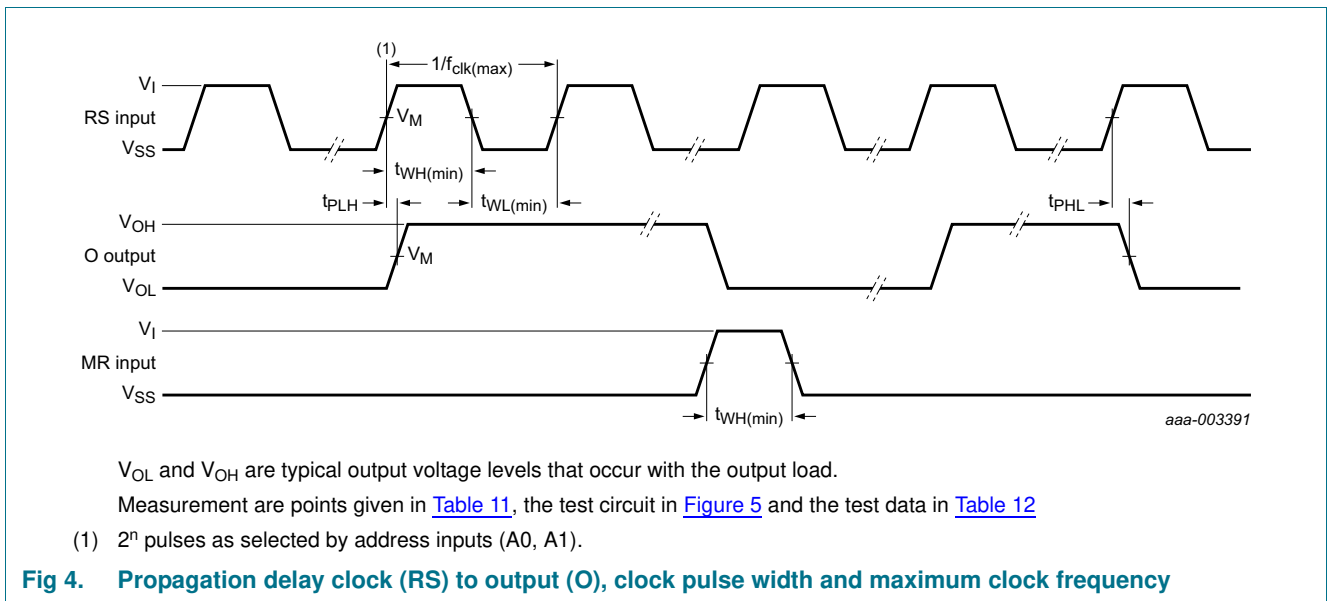 (1)
1/fclk(max)
VI
RS input
VM
VSS
tWH(min)
tPLH
tWL(min)
tPHL
VOH
O output
VM
VOL
VI
MR input
VSS
tWH(min)
aaa-003391
VOL and VOH are typical output voltage levels that occur with the output load.
Measurement are points given in Table 11, the test circuit in Figure 5 and the test data in Table 12
(1) 2ⁿ pulses as selected by address inputs (A0, A1).
Fig 4. Propagation delay clock (RS) to output (O), clock pulse width and maximum clock frequency